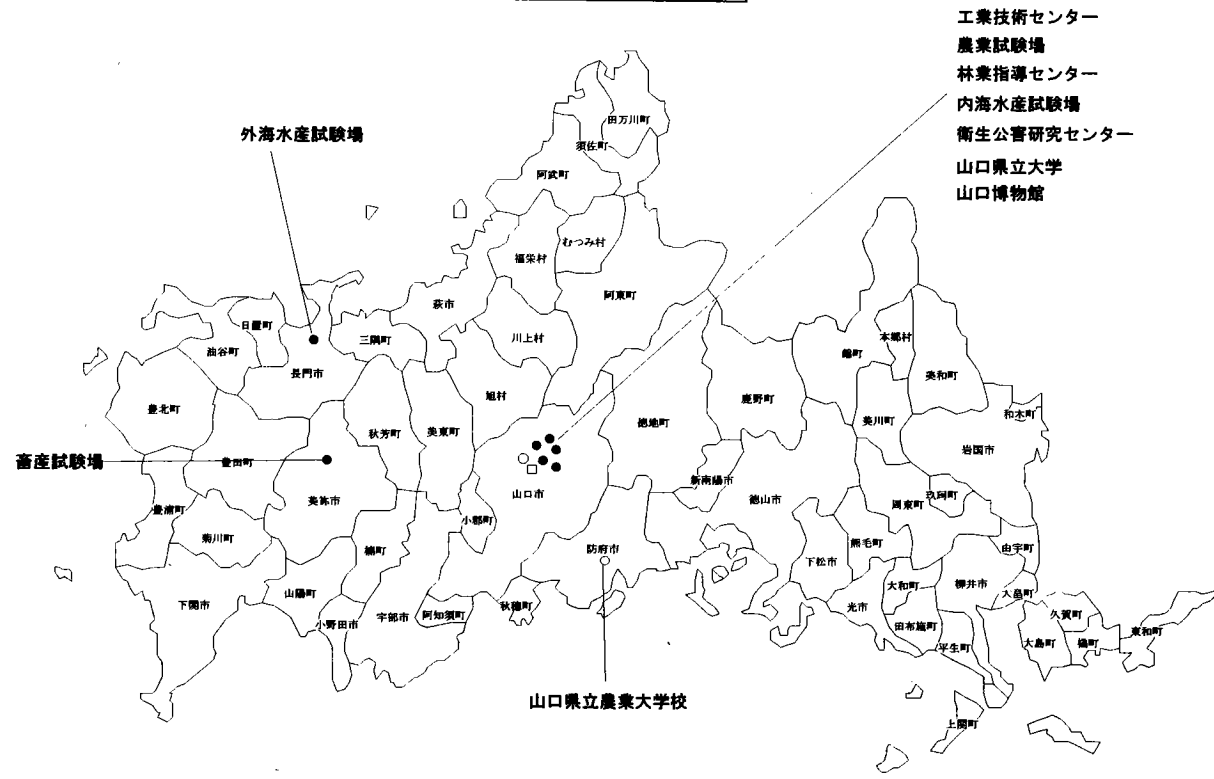 工業技術センター
農業試験場
林業指導センター
内海水産試験場
衛生公害研究センター
山口県立大学
山口博物館
外海水産試験場
畜産試験場
山口県立農業大学校
田万川町
須佐町
阿武町
むつみ村
福栄村
阿東町
萩市
川上村
日置町
油谷町
三隅町
長門市
旭村
豊北町
秋芳町
美東町
徳地町
鹿野町
錦町
本郷村
美和町
和木町
美川町
岩国市
豊田町
美祢市
山口市
新南陽市
徳山市
周東町
玖珂町
豊浦町
菊川町
小郡町
楠町
防府市
熊毛町
下松市
由宇町
下関市
山陽町
小野田市
宇部市
阿知須町
秋穂町
大和町
柳井市
光市
田布施町
平生町
大畠町
久賀町
大島町
橘町
東和町
上関町